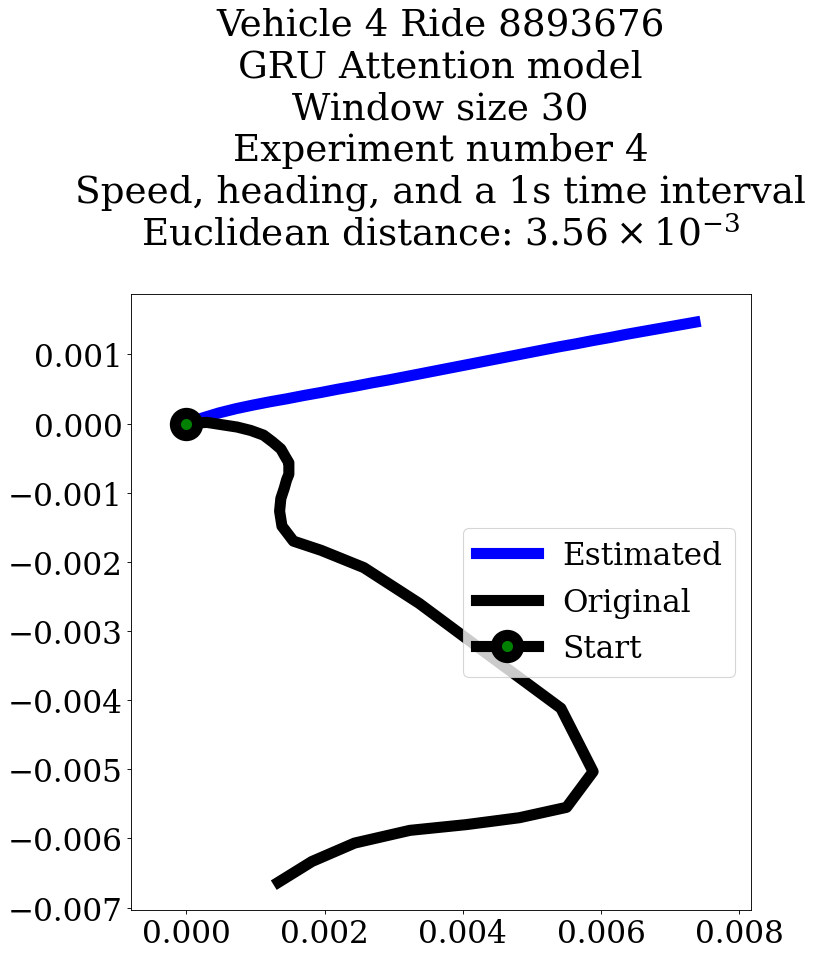 Vehicle 4 Ride 8893676
GRU Attention model
Window size 30
Experiment number 4
Speed, heading, and a 1s time interval
Euclidean distance: 3.56 × 10⁻³
0.001
0.000
−0.001
−0.002
−0.003
−0.004
−0.005
−0.006
−0.007
Estimated
Original
Start
0.000 0.002 0.004 0.006 0.008